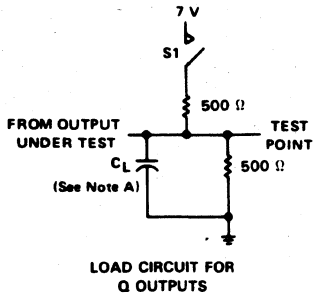 7 V
S1
500 Ω
FROM OUTPUT
UNDER TEST
TEST
POINT
CL
(See Note A)
500 Ω
LOAD CIRCUIT FOR
Q OUTPUTS